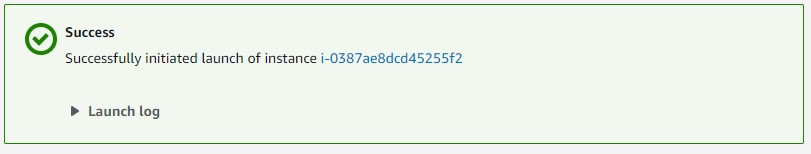 Success
Successfully initiated launch of instance i-0387ae8dcd45255f2
Launch log